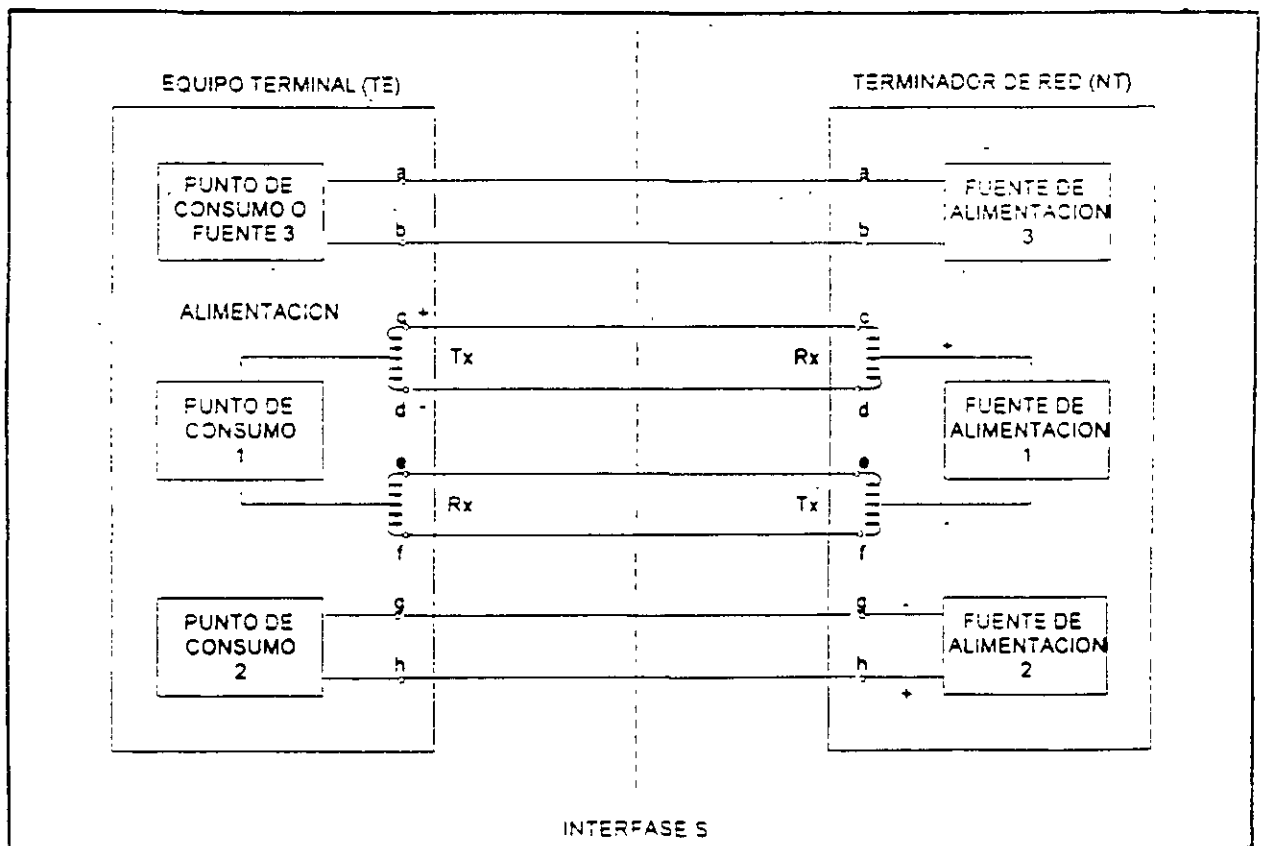 EQUIPO TERMINAL (TE)
TERMINADOR DE RED (NT)
PUNTO DE
CONSUMO O
FUENTE 3
a
b
a
b
FUENTE DE
ALIMENTACION
3
ALIMENTACION
c +
Tx
d -
c
Rx
d
+
PUNTO DE
CONSUMO
1
FUENTE DE
ALIMENTACION
1
e
Rx
f
e
Tx
f
-
PUNTO DE
CONSUMO
2
g
h
g -
h
+
FUENTE DE
ALIMENTACION
2
INTERFASE S